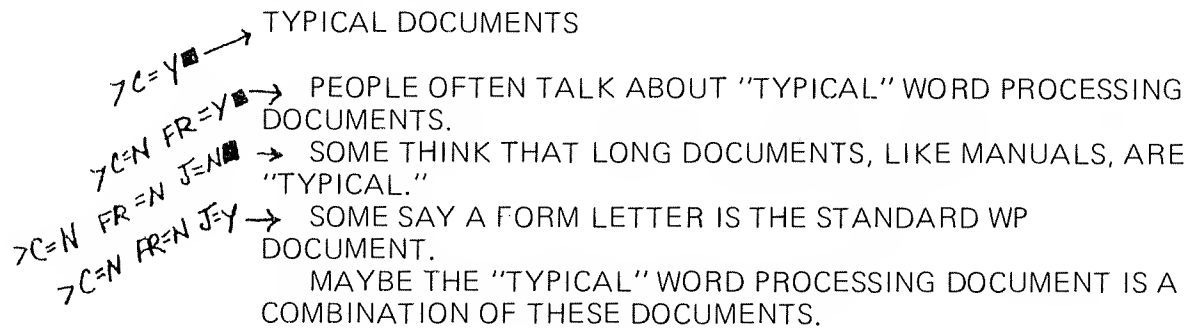 TYPICAL DOCUMENTS
>C=Y■
PEOPLE OFTEN TALK ABOUT "TYPICAL" WORD PROCESSING
DOCUMENTS.
>C=N FR=Y■
SOME THINK THAT LONG DOCUMENTS, LIKE MANUALS, ARE
"TYPICAL."
>C=N FR=N J=N■
SOME SAY A FORM LETTER IS THE STANDARD WP
DOCUMENT.
>C=N FR=N J=Y
MAYBE THE "TYPICAL" WORD PROCESSING DOCUMENT IS A
COMBINATION OF THESE DOCUMENTS.